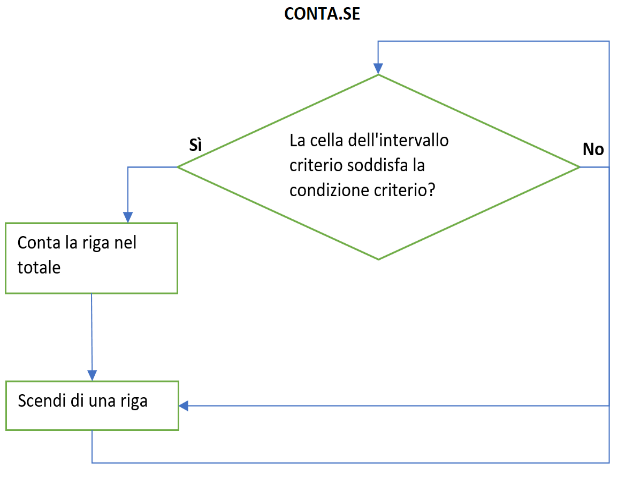 CONTA.SE
Sì
La cella dell'intervallo
criterio soddisfa la
condizione criterio?
No
Conta la riga nel
totale
Scendi di una riga